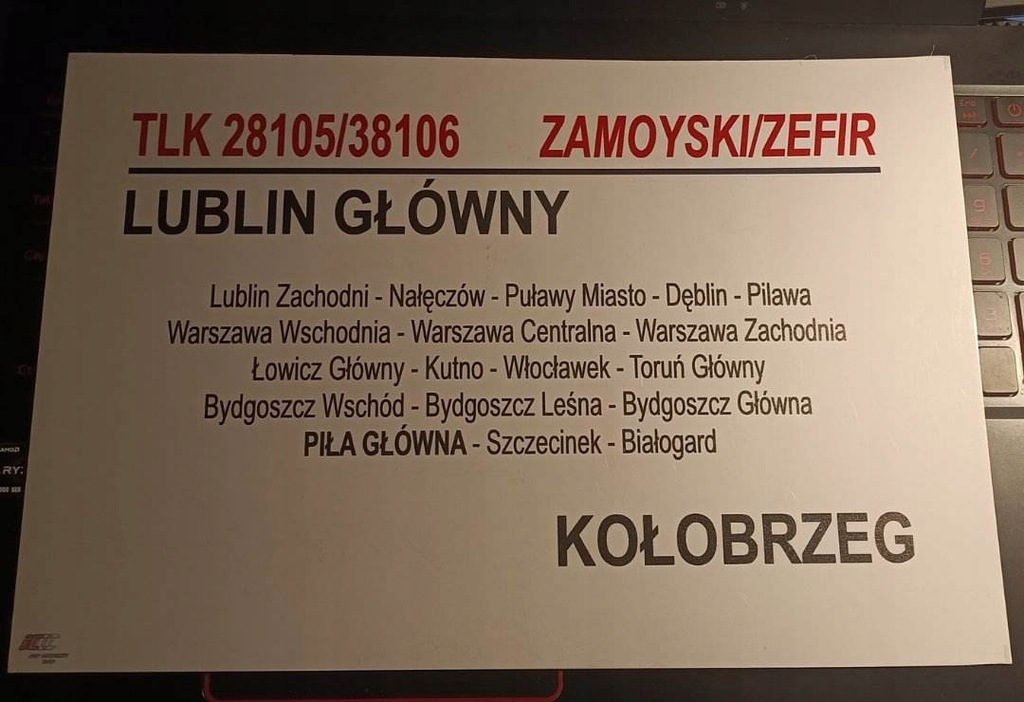 TLK 28105/38106 ZAMOYSKI/ZEFIR
LUBLIN GŁÓWNY
Lublin Zachodni - Nałęczów - Puławy Miasto - Dęblin - Pilawa
Warszawa Wschodnia - Warszawa Centralna - Warszawa Zachodnia
Łowicz Główny - Kutno - Włocławek - Toruń Główny
Bydgoszcz Wschód - Bydgoszcz Leśna - Bydgoszcz Główna
PIŁA GŁÓWNA - Szczecinek - Białogard
KOŁOBRZEG